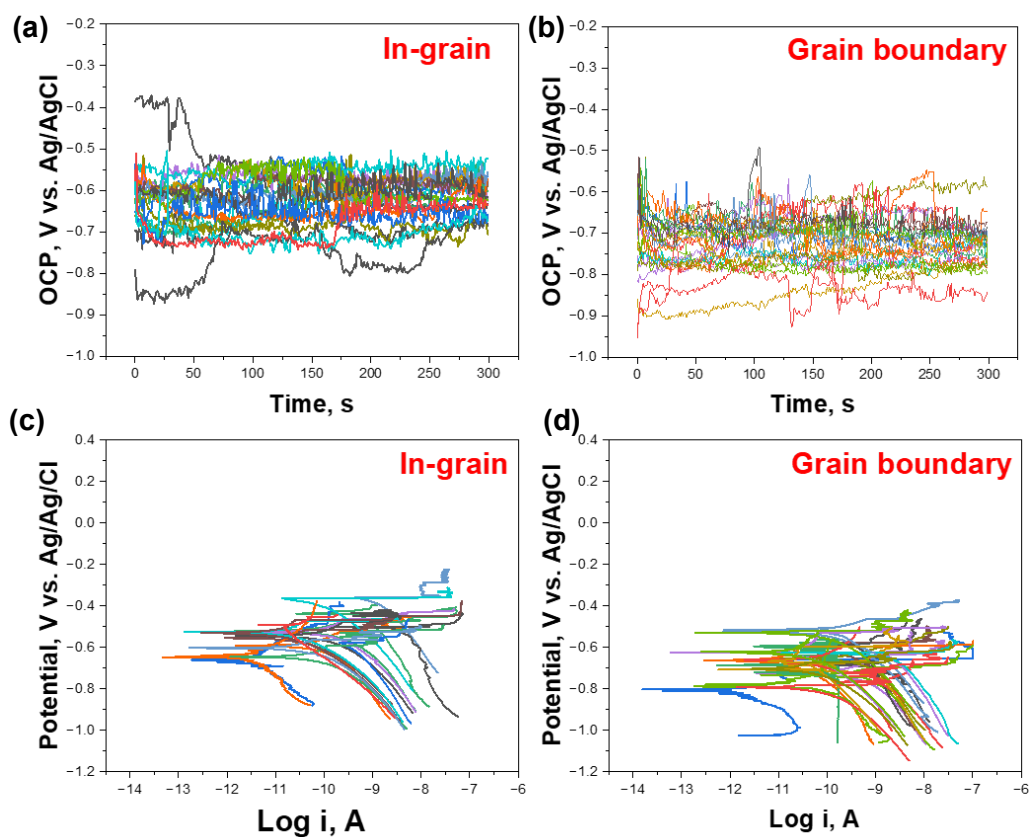 (a)
In-grain
OCP, V vs. Ag/AgCl
−0.2
−0.3
−0.4
−0.5
−0.6
−0.7
−0.8
−0.9
−1.0
0 50 100 150 200 250 300
Time, s
(b)
Grain boundary
OCP, V vs. Ag/AgCl
−0.2
−0.3
−0.4
−0.5
−0.6
−0.7
−0.8
−0.9
−1.0
0 50 100 150 200 250 300
Time, s
(c)
In-grain
Potential, V vs. Ag/Ag/Cl
0.4
0.2
0.0
−0.2
−0.4
−0.6
−0.8
−1.0
−1.2
−14 −13 −12 −11 −10 −9 −8 −7 −6
Log i, A
(d)
Grain boundary
Potential, V vs. Ag/AgCl
0.4
0.2
0.0
−0.2
−0.4
−0.6
−0.8
−1.0
−1.2
−14 −13 −12 −11 −10 −9 −8 −7 −6
Log i, A